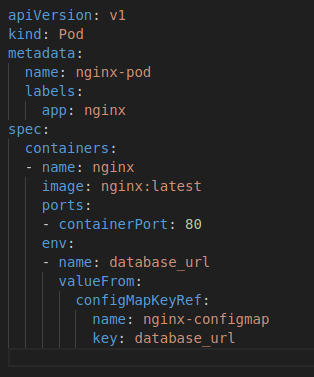 apiVersion: v1
kind: Pod
metadata:
  name: nginx-pod
  labels:
    app: nginx
spec:
  containers:
  - name: nginx
    image: nginx:latest
    ports:
    - containerPort: 80
    env:
    - name: database_url
      valueFrom:
        configMapKeyRef:
          name: nginx-configmap
          key: database_url